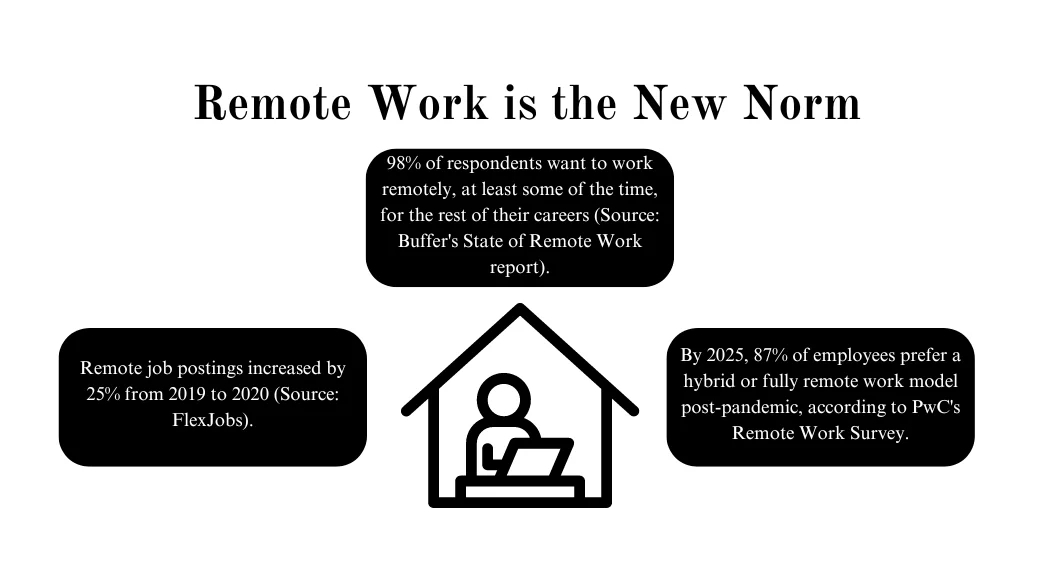 Remote Work is the New Norm
98% of respondents want to work
remotely, at least some of the time,
for the rest of their careers (Source:
Buffer's State of Remote Work
report).
Remote job postings increased by
25% from 2019 to 2020 (Source:
FlexJobs).
By 2025, 87% of employees prefer a
hybrid or fully remote work model
post-pandemic, according to PwC's
Remote Work Survey.